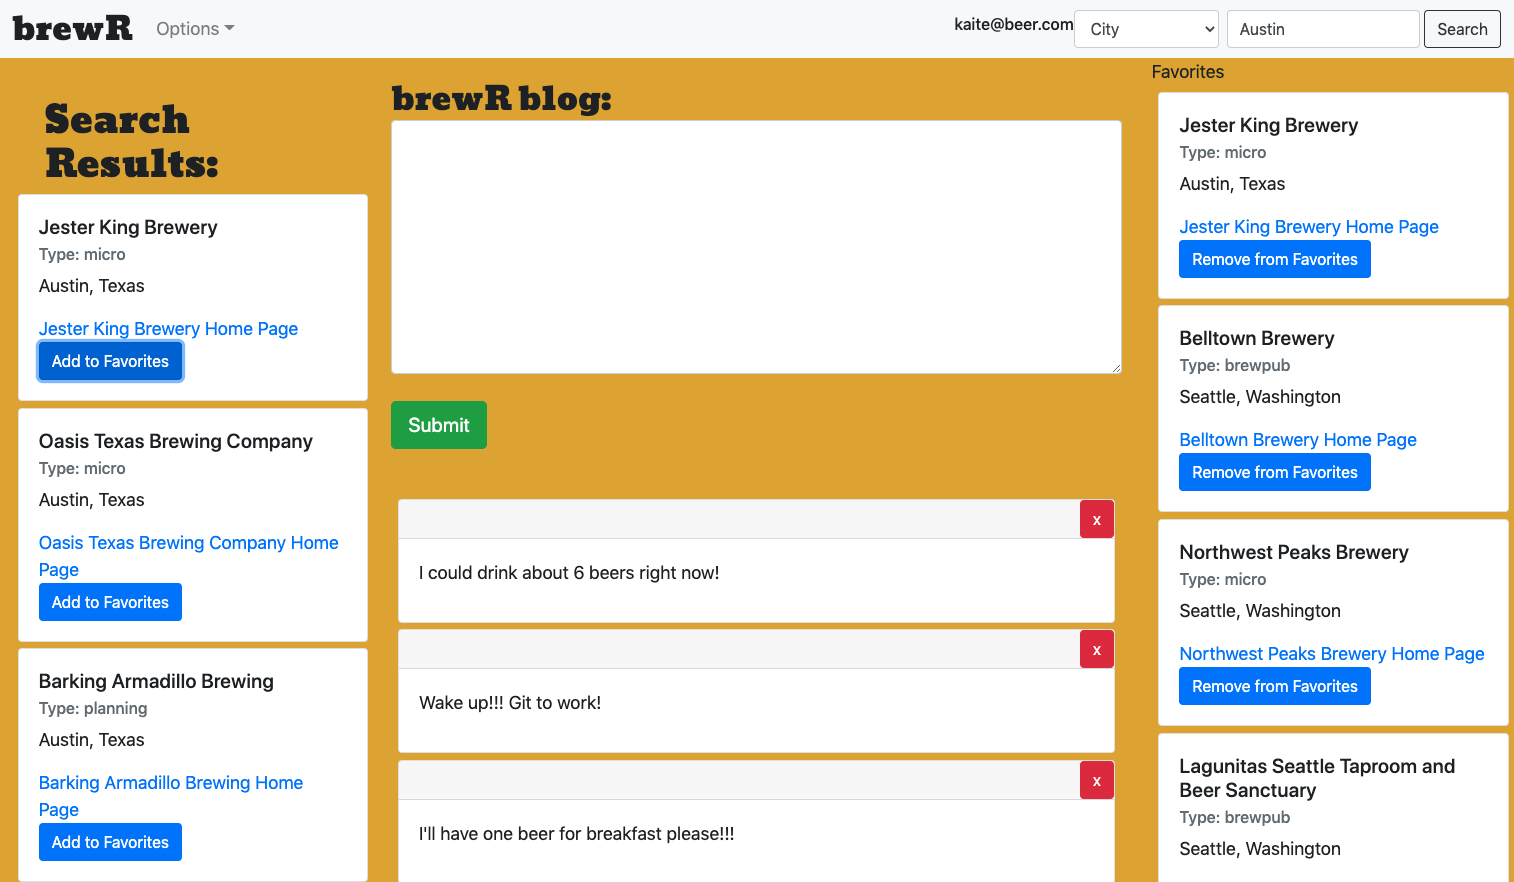 brewR
Options
kaite@beer.com
City
Austin
Search
Search
Results:
Jester King Brewery
Type: micro
Austin, Texas
Jester King Brewery Home Page
Add to Favorites
Oasis Texas Brewing Company
Type: micro
Austin, Texas
Oasis Texas Brewing Company Home
Page
Add to Favorites
Barking Armadillo Brewing
Type: planning
Austin, Texas
Barking Armadillo Brewing Home
Page
Add to Favorites
brewR blog:
Submit
x
I could drink about 6 beers right now!
x
Wake up!!! Git to work!
x
I'll have one beer for breakfast please!!!
Favorites
Jester King Brewery
Type: micro
Austin, Texas
Jester King Brewery Home Page
Remove from Favorites
Belltown Brewery
Type: brewpub
Seattle, Washington
Belltown Brewery Home Page
Remove from Favorites
Northwest Peaks Brewery
Type: micro
Seattle, Washington
Northwest Peaks Brewery Home Page
Remove from Favorites
Lagunitas Seattle Taproom and
Beer Sanctuary
Type: brewpub
Seattle, Washington